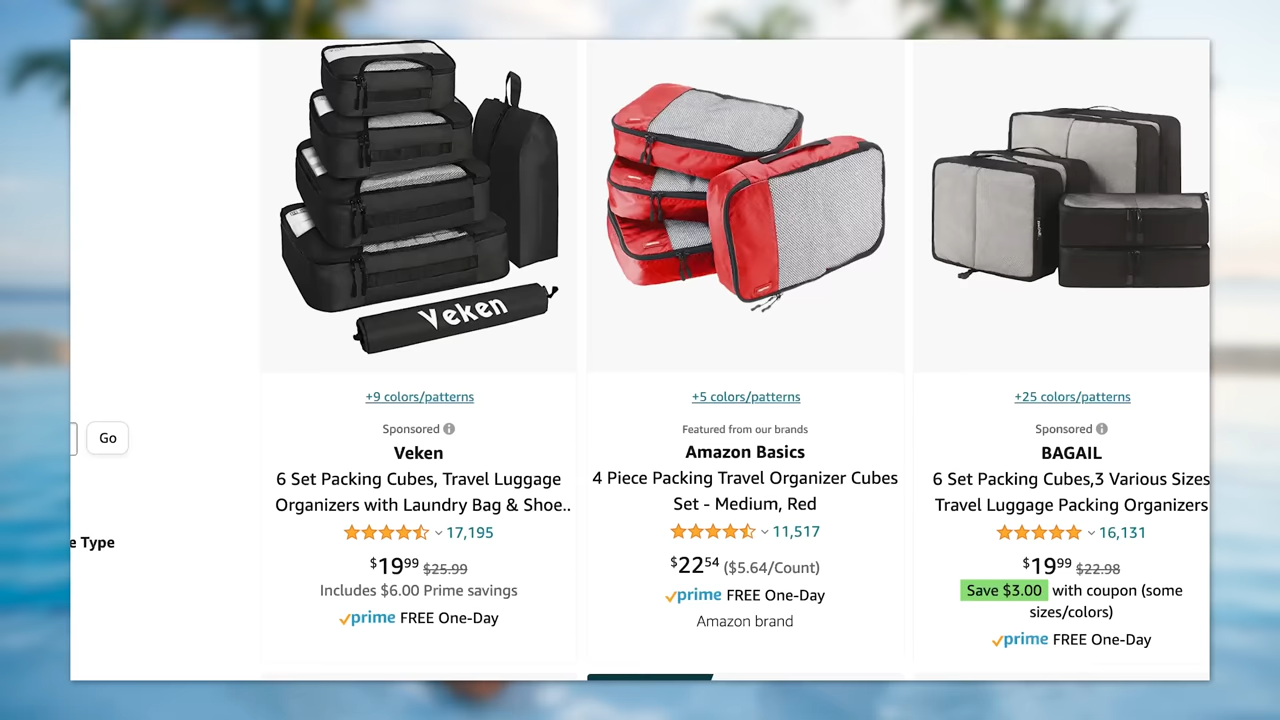 Veken
+9 colors/patterns
Sponsored
Veken
6 Set Packing Cubes, Travel Luggage
Organizers with Laundry Bag & Shoe..
17,195
$19.99 $25.99
Includes $6.00 Prime savings
prime FREE One-Day
+5 colors/patterns
Featured from our brands
Amazon Basics
4 Piece Packing Travel Organizer Cubes
Set - Medium, Red
11,517
$22.54 ($5.64/Count)
prime FREE One-Day
Amazon brand
+25 colors/patterns
Sponsored
BAGAIL
6 Set Packing Cubes,3 Various Sizes
Travel Luggage Packing Organizers
16,131
$19.99 $22.98
Save $3.00 with coupon (some
sizes/colors)
prime FREE One-Day
Go
e Type